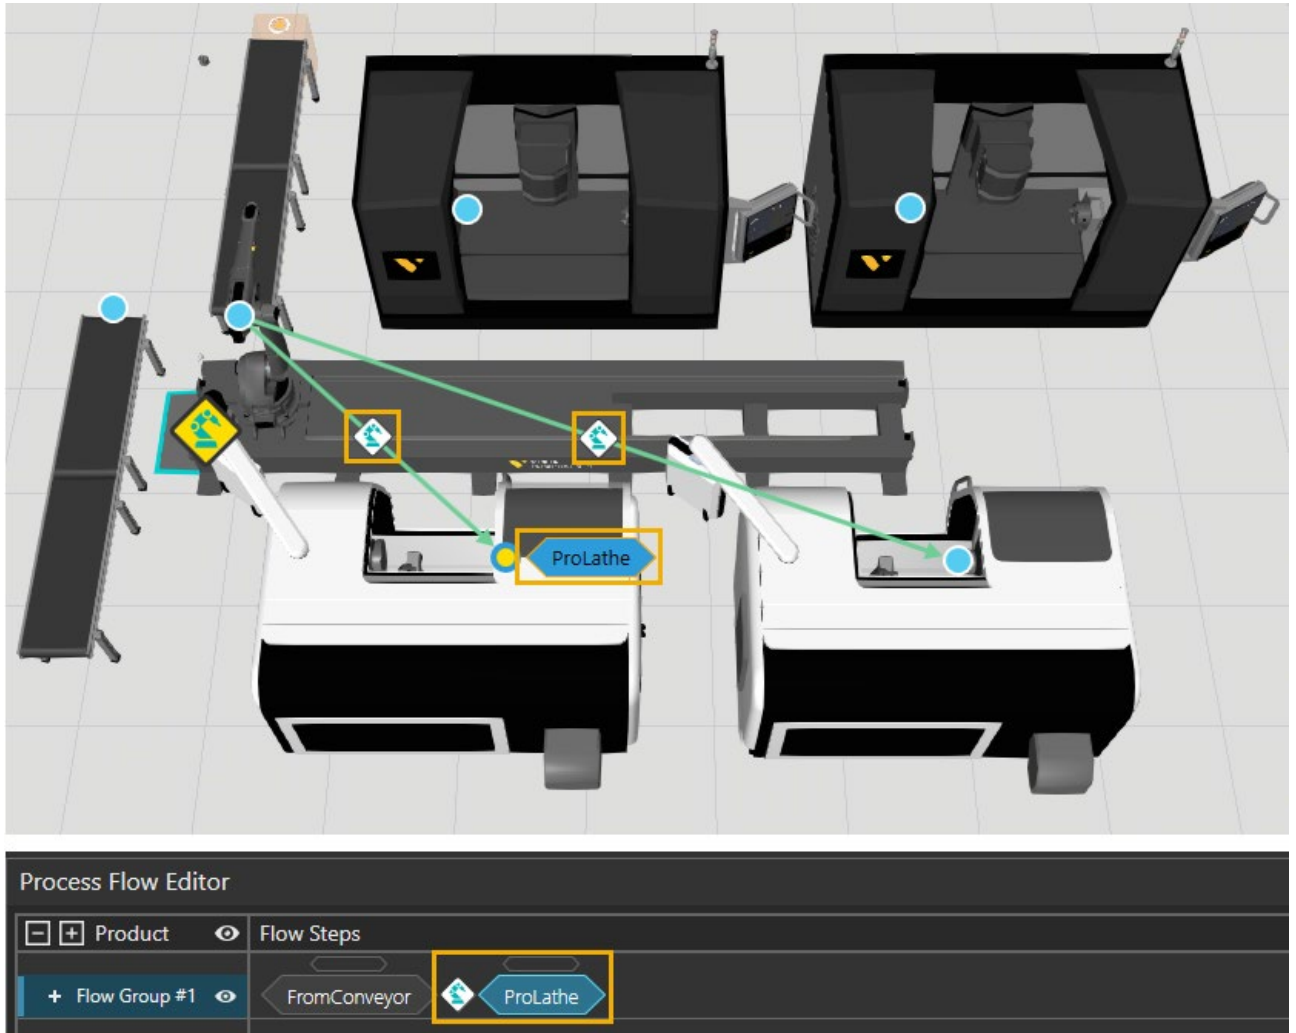 ProLathe
Process Flow Editor
Product
Flow Steps
Flow Group #1
FromConveyor
ProLathe